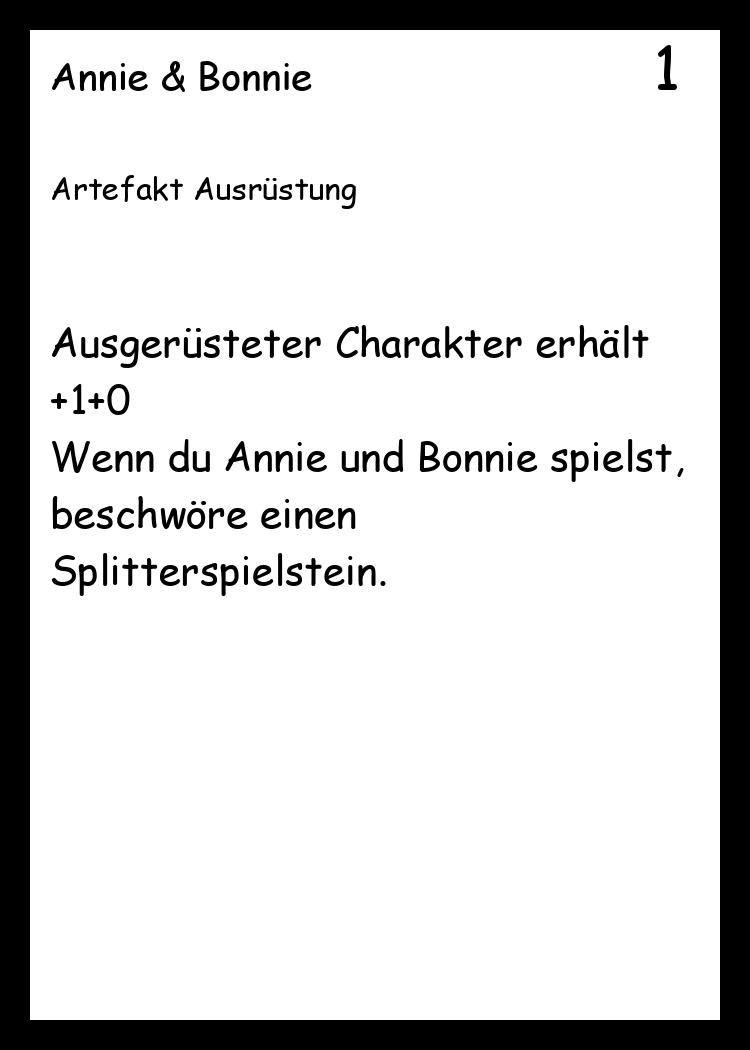 Annie & Bonnie
1
Artefakt Ausrüstung
Ausgerüsteter Charakter erhält
+1+0
Wenn du Annie und Bonnie spielst,
beschwöre einen
Splitterspielstein.